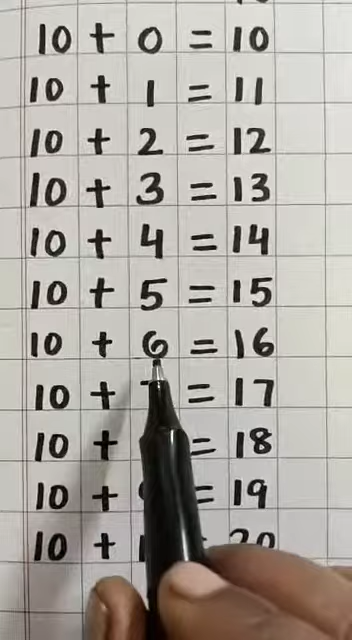 10 + 0 = 10
10 + 1 = 11
10 + 2 = 12
10 + 3 = 13
10 + 4 = 14
10 + 5 = 15
10 + 6 = 16
10 + = 17
10 + = 18
10 + = 19
10 + 20